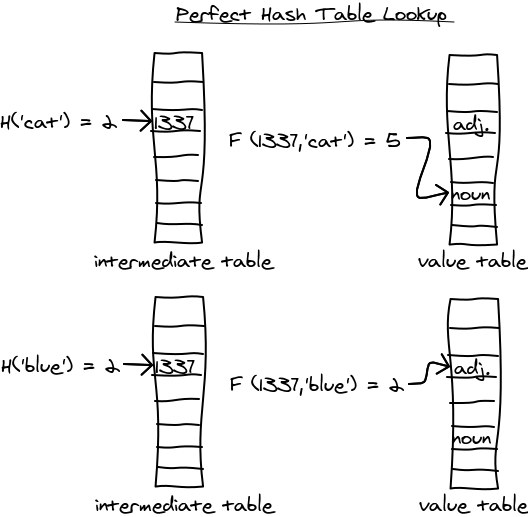 Perfect Hash Table Lookup
H('cat') = 2
1337
F (1337,'cat') = 5
adj.
noun
intermediate table
value table
H('blue') = 2
1337
F (1337,'blue') = 2
adj.
noun
intermediate table
value table